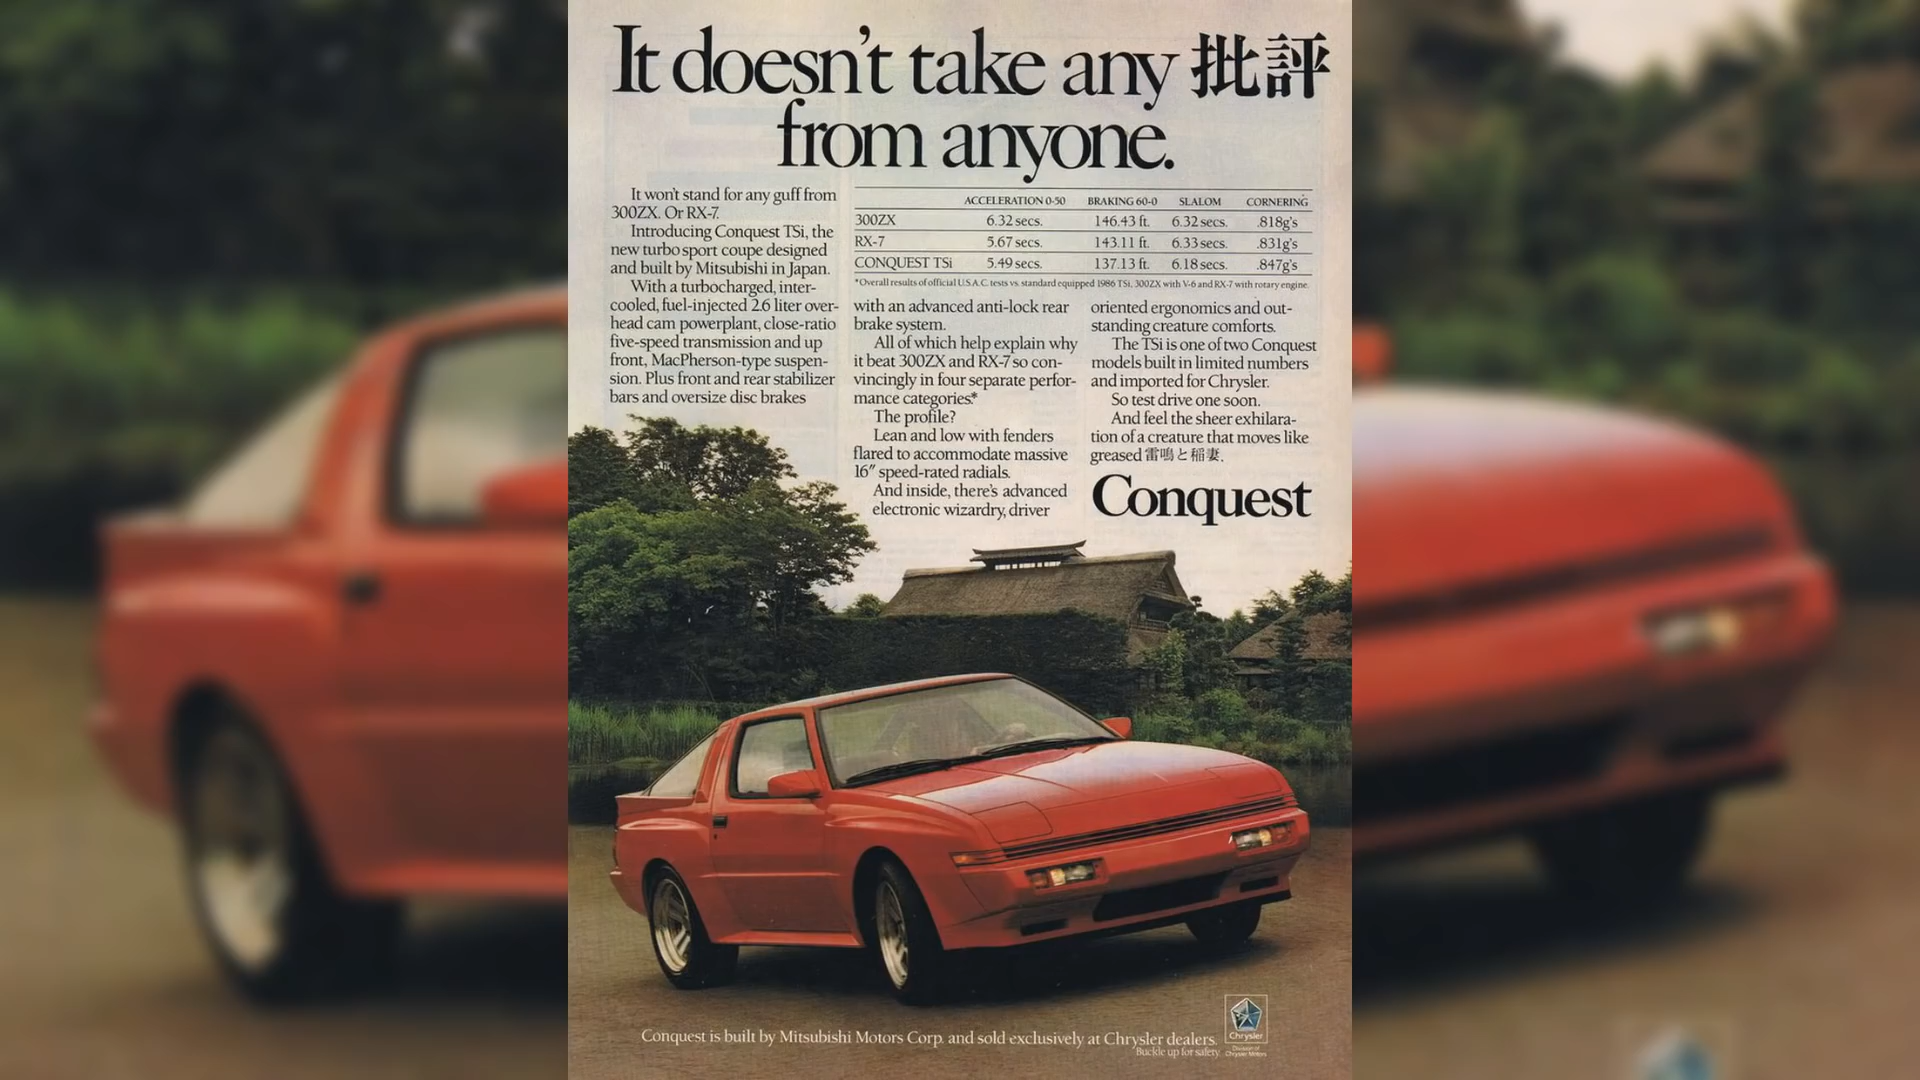 It doesn't take any 批評
from anyone.
It won't stand for any guff from
300ZX. Or RX-7.
Introducing Conquest TSi, the
new turbo sport coupe designed
and built by Mitsubishi in Japan.
With a turbocharged, inter-
cooled, fuel-injected 2.6 liter over-
head cam powerplant, close-ratio
five-speed transmission and up
front, MacPherson-type suspen-
sion. Plus front and rear stabilizer
bars and oversize disc brakes
ACCELERATION 0-50 BRAKING 60-0 SLALOM CORNERING
300ZX 6.32 secs. 146.43 ft. 6.32 secs. .818g's
RX-7 5.67 secs. 143.11 ft. 6.33 secs. .831g's
CONQUEST TSi 5.49 secs. 137.13 ft. 6.18 secs. .847g's
*Overall results of official U.S.A.C. tests vs. standard equipped 1986 TSi, 300ZX with V-6 and RX-7 with rotary engine.
with an advanced anti-lock rear
brake system.
All of which help explain why
it beat 300ZX and RX-7 so con-
vincingly in four separate perfor-
mance categories.*
The profile?
Lean and low with fenders
flared to accommodate massive
16″ speed-rated radials.
And inside, there's advanced
electronic wizardry, driver
oriented ergonomics and out-
standing creature comforts.
The TSi is one of two Conquest
models built in limited numbers
and imported for Chrysler.
So test drive one soon.
And feel the sheer exhilara-
tion of a creature that moves like
greased 雷鳴と稲妻.
Conquest
Conquest is built by Mitsubishi Motors Corp. and sold exclusively at Chrysler dealers.
Buckle up for safety.
Chrysler
Division of
Chrysler Motors